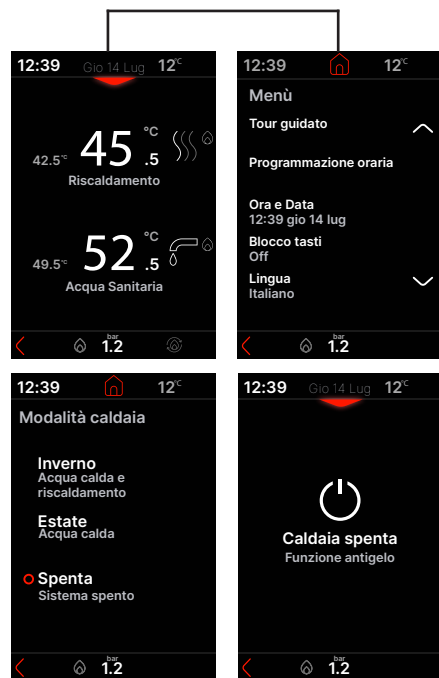 12:39 Gio 14 Lug 12°C
42.5°C 45.5 °C
Riscaldamento
49.5°C 52.5 °C
Acqua Sanitaria
bar
1.2
12:39 12°C
Menù
Tour guidato
Programmazione oraria
Ora e Data
12:39 gio 14 lug
Blocco tasti
Off
Lingua
Italiano
bar
1.2
12:39 12°C
Modalità caldaia
Inverno
Acqua calda e
riscaldamento
Estate
Acqua calda
Spenta
Sistema spento
bar
1.2
12:39 Gio 14 Lug 12°C
Caldaia spenta
Funzione antigelo
bar
1.2